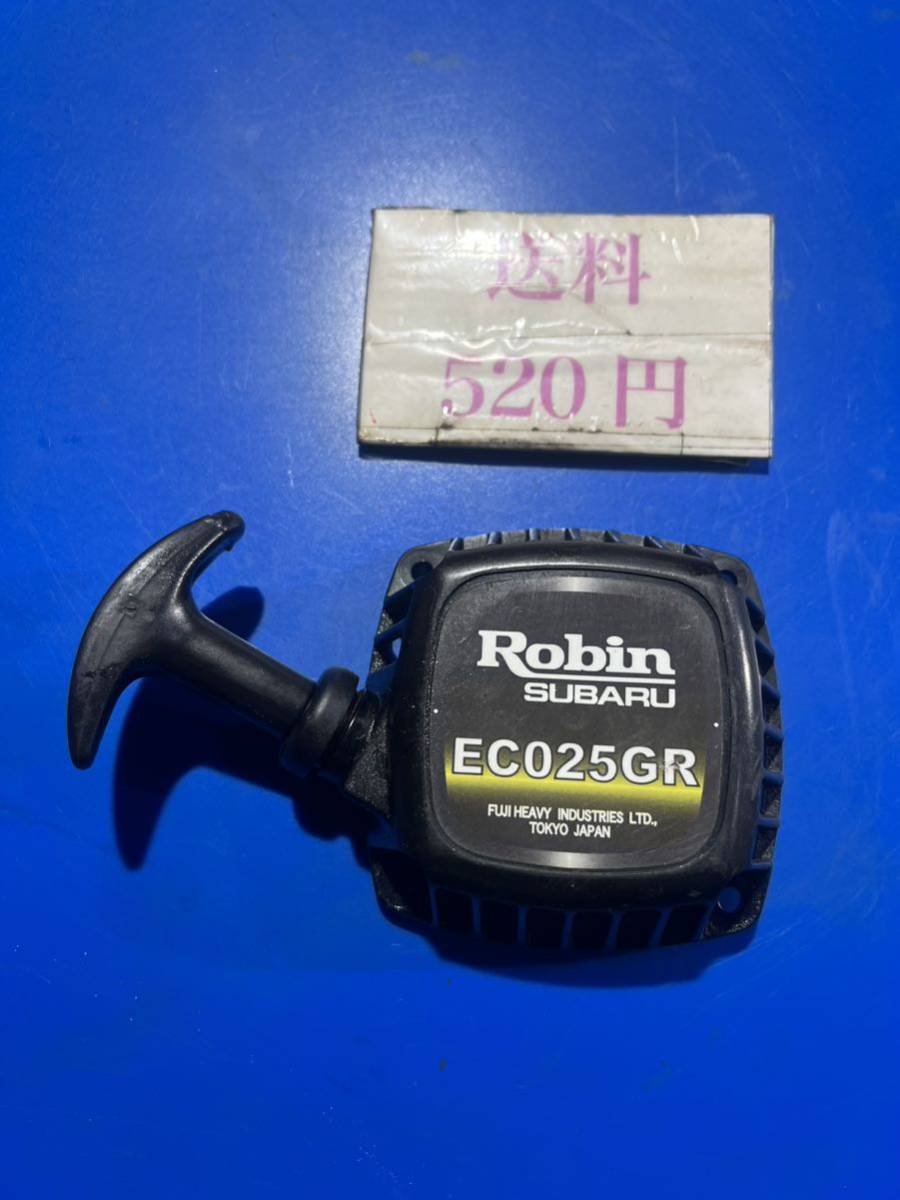 送料
520円
Robin
SUBARU
EC025GR
FUJI HEAVY INDUSTRIES LTD.,
TOKYO JAPAN